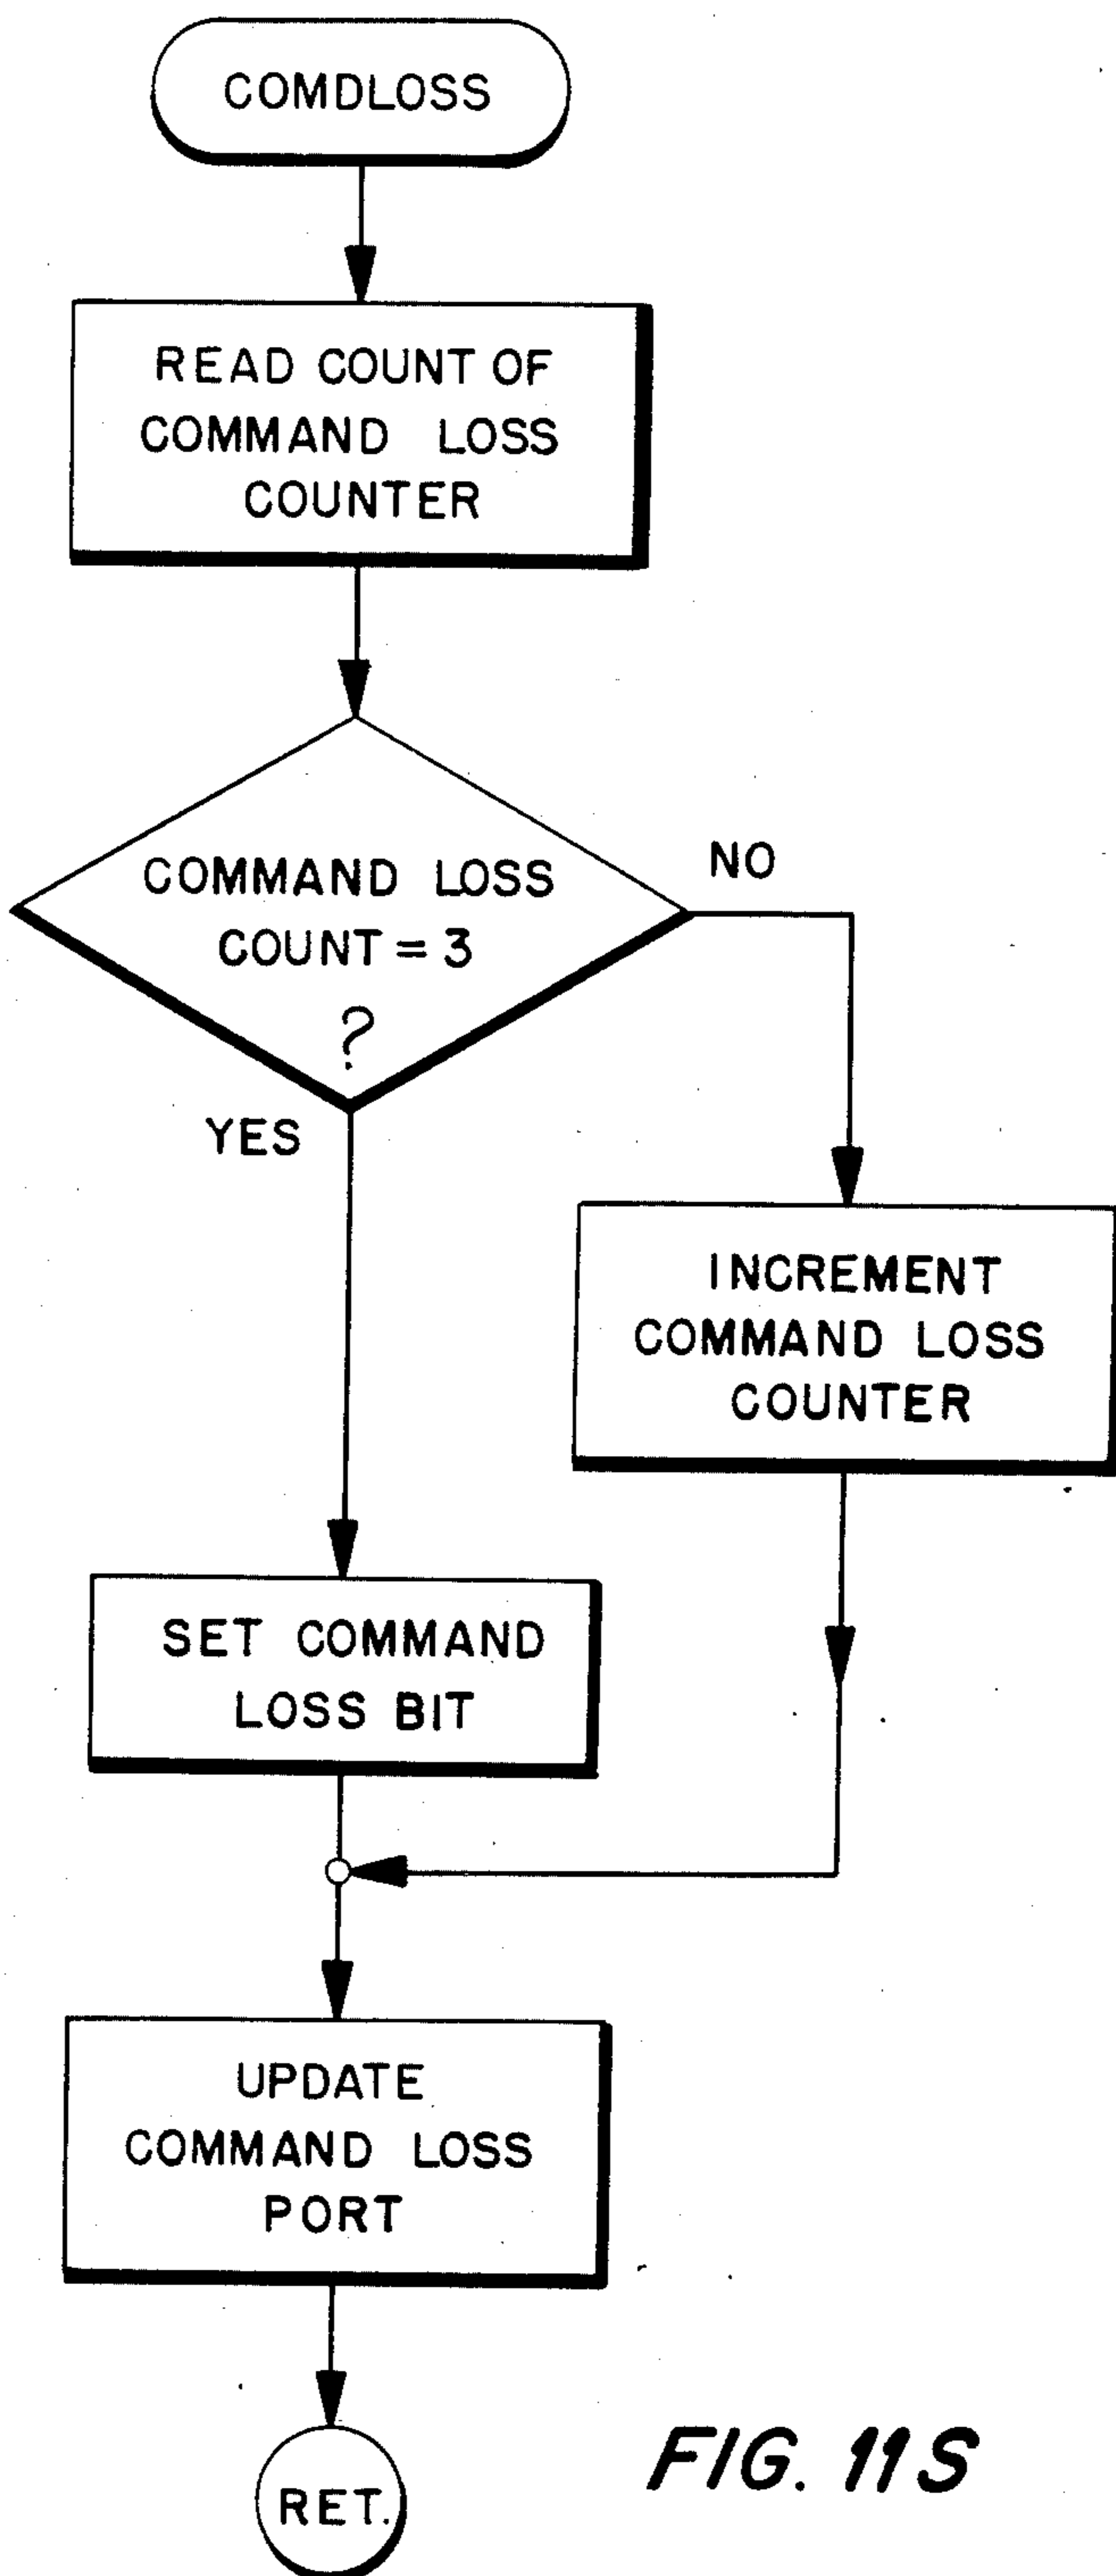 COMDLOSS
READ COUNT OF
COMMAND LOSS
COUNTER
COMMAND LOSS
COUNT = 3
?
NO
YES
INCREMENT
COMMAND LOSS
COUNTER
SET COMMAND
LOSS BIT
UPDATE
COMMAND LOSS
PORT
RET.
FIG. 11S